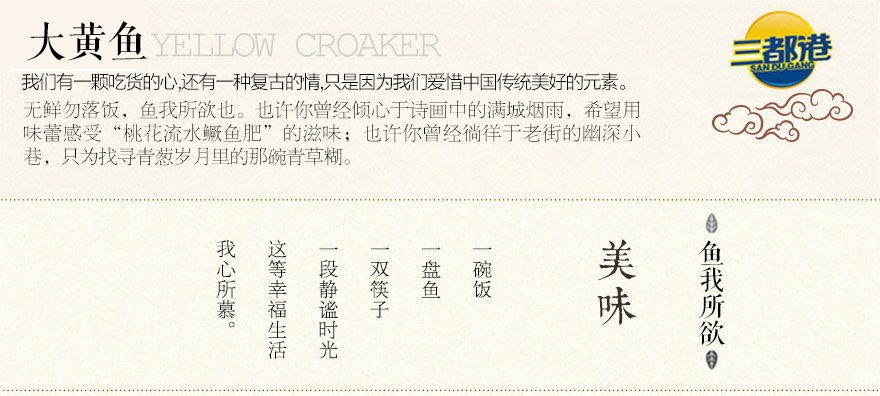 大黄鱼 YELLOW CROAKER
三都港
SAN DU GANG
我们有一颗吃货的心,还有一种复古的情,只是因为我们爱惜中国传统美好的元素。
无鲜勿落饭，鱼我所欲也。也许你曾经倾心于诗画中的满城烟雨，希望用
味蕾感受“桃花流水鳜鱼肥”的滋味；也许你曾经徜徉于老街的幽深小
巷，只为找寻青葱岁月里的那碗青草糊。
鱼我所欲
美味
一碗饭
一盘鱼
一双筷子
一段静谧时光
这等幸福生活
我心所慕。